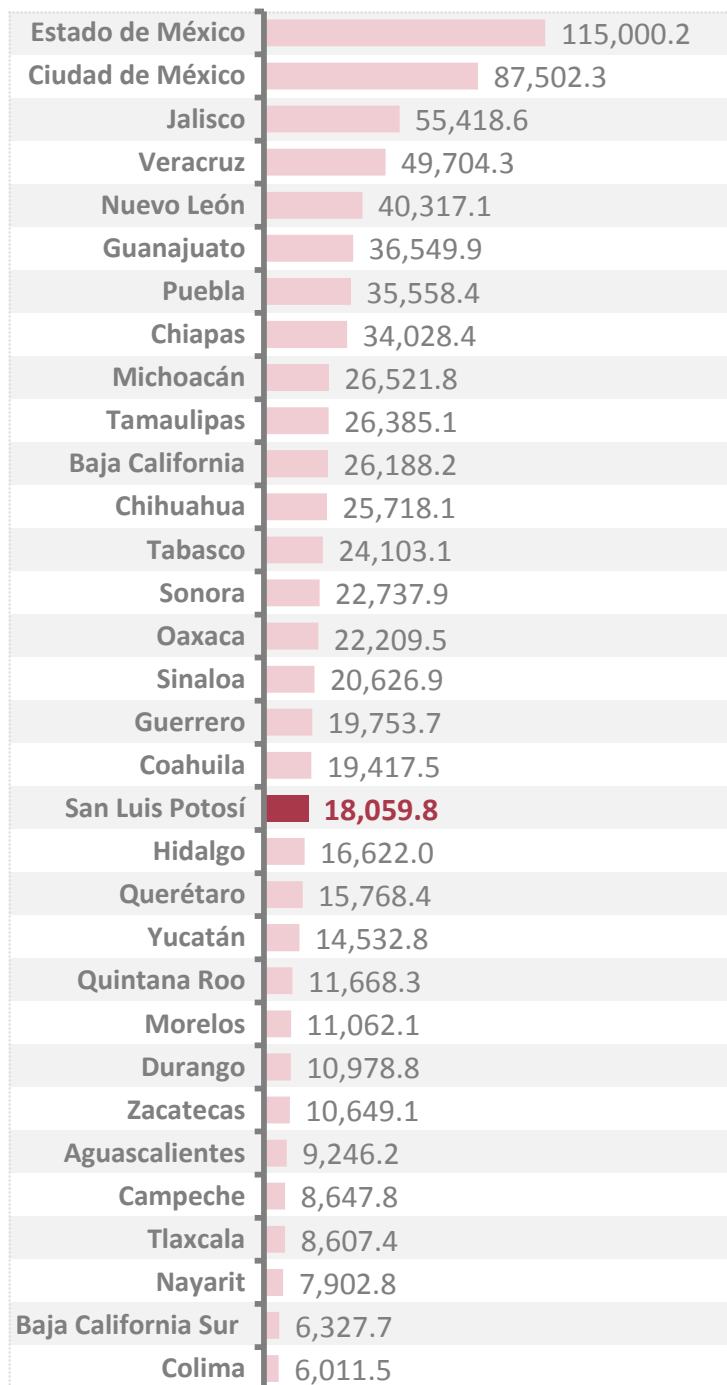 Estado de México 115,000.2
Ciudad de México 87,502.3
Jalisco 55,418.6
Veracruz 49,704.3
Nuevo León 40,317.1
Guanajuato 36,549.9
Puebla 35,558.4
Chiapas 34,028.4
Michoacán 26,521.8
Tamaulipas 26,385.1
Baja California 26,188.2
Chihuahua 25,718.1
Tabasco 24,103.1
Sonora 22,737.9
Oaxaca 22,209.5
Sinaloa 20,626.9
Guerrero 19,753.7
Coahuila 19,417.5
San Luis Potosí 18,059.8
Hidalgo 16,622.0
Querétaro 15,768.4
Yucatán 14,532.8
Quintana Roo 11,668.3
Morelos 11,062.1
Durango 10,978.8
Zacatecas 10,649.1
Aguascalientes 9,246.2
Campeche 8,647.8
Tlaxcala 8,607.4
Nayarit 7,902.8
Baja California Sur 6,327.7
Colima 6,011.5